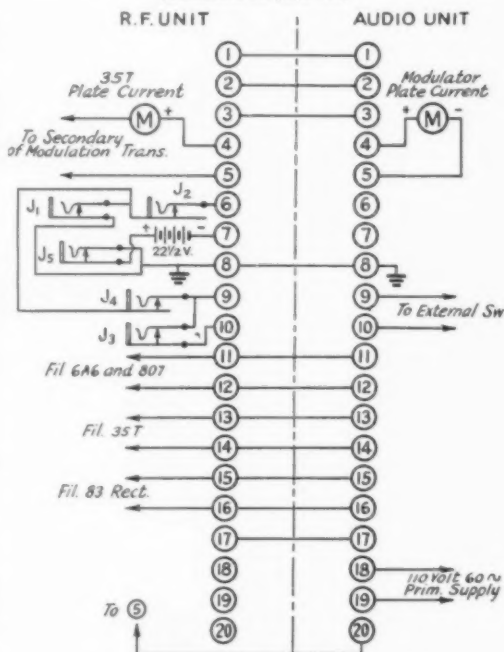 R.F. UNIT
AUDIO UNIT
1 1
2 2
35T
Plate Current
Modulator
Plate Current
M +
3 3
+ M -
To Secondary
of Modulation Trans.
4 4
5 5
J1
J2
6 6
+ -
22½ V.
7 7
J5
8 8
J4
9 9
To External Sw
J3
10 10
11 11
Fil 6A6 and 807
12 12
13 13
Fil. 35T
14 14
15 15
Fil. 83 Rect.
16 16
17 17
18 18
110 Volt 60~
Prim. Supply
19 19
To 5
20 20